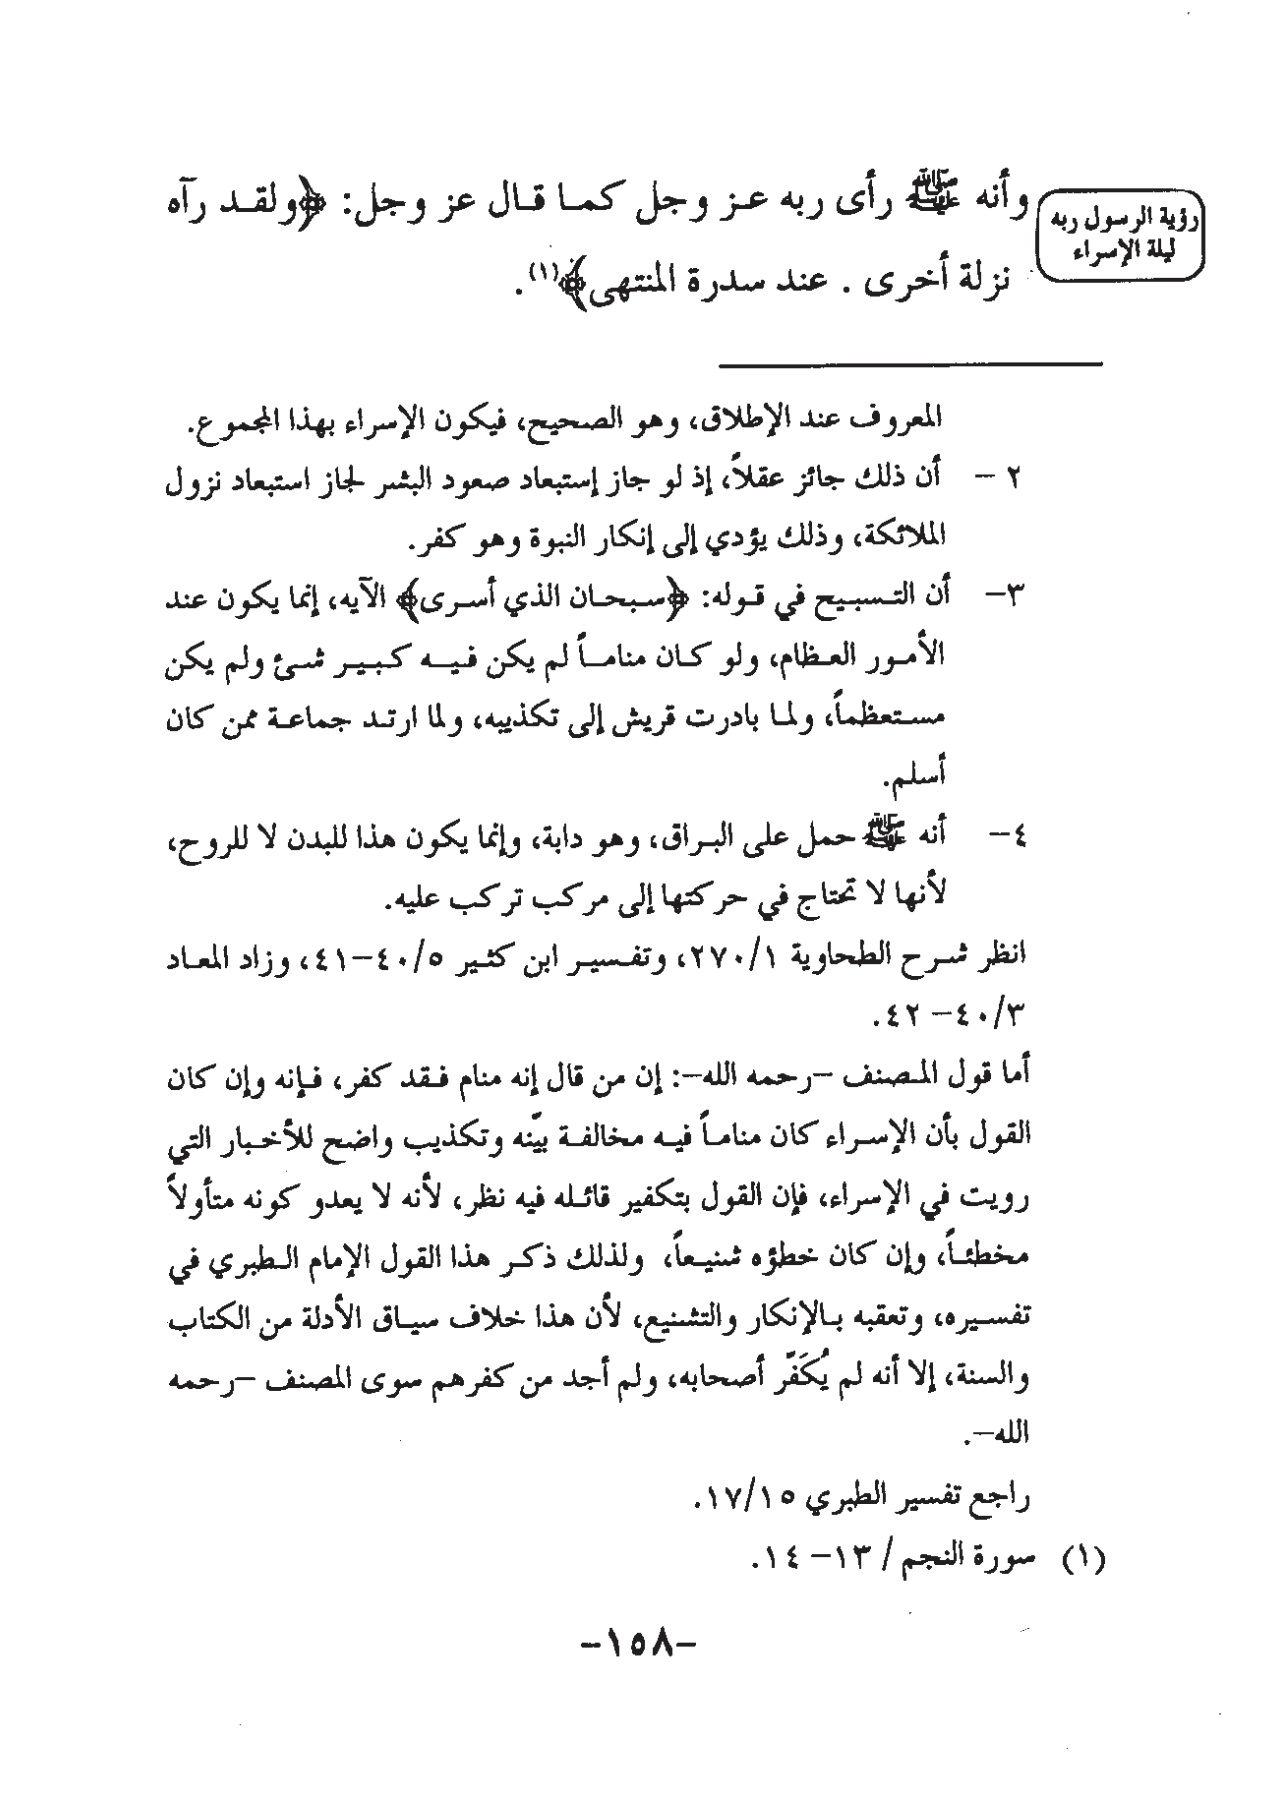 رؤية الرسول ربه
ليلة الإسراء
وأنه ﷺ رأى ربه عز وجل كما قال عز وجل: ﴿ولقد رآه
نزلة أخرى . عند سدرة المنتهى﴾(١).
المعروف عند الإطلاق، وهو الصحيح، فيكون الإسراء بهذا المجموع.
٢ - أن ذلك جائز عقلاً، إذ لو جاز إستبعاد صعود البشر لجاز استبعاد نزول
الملائكة، وذلك يؤدي إلى إنكار النبوة وهو كفر.
٣- أن التسبيح في قوله: ﴿سبحان الذي أسرى﴾ الآيه، إنما يكون عند
الأمور العظام، ولو كان مناماً لم يكن فيه كبير شئ ولم يكن
مستعظماً، ولما بادرت قريش إلى تكذيبه، ولما ارتد جماعة ممن كان
أسلم.
٤- أنه ﷺ حمل على البراق، وهو دابة، وإنما يكون هذا للبدن لا للروح،
لأنها لا تحتاج في حركتها إلى مركب تركب عليه.
انظر شرح الطحاوية ٢٧٠/١، وتفسير ابن كثير ٤٠/٥-٤١، وزاد المعاد
٤٠/٣- ٤٢.
أما قول المصنف -رحمه الله-: إن من قال إنه منام فقد كفر، فإنه وإن كان
القول بأن الإسراء كان مناماً فيه مخالفة بيّنه وتكذيب واضح للأخبار التي
رويت في الإسراء، فإن القول بتكفير قائله فيه نظر، لأنه لا يعدو كونه متأولاً
مخطئاً، وإن كان خطؤه شنيعاً، ولذلك ذكر هذا القول الإمام الطبري في
تفسيره، وتعقبه بالإنكار والتشنيع، لأن هذا خلاف سياق الأدلة من الكتاب
والسنة، إلا أنه لم يُكَفّر أصحابه، ولم أجد من كفرهم سوى المصنف -رحمه
الله-.
راجع تفسير الطبري ١٧/١٥.
(١) سورة النجم / ١٣- ١٤.
-١٥٨-